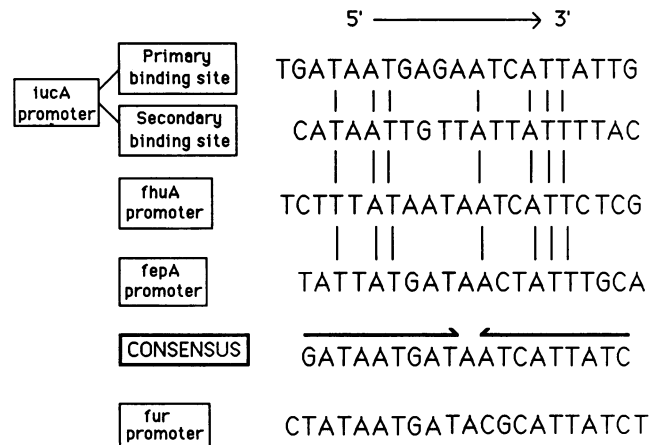 5' 3'
Primary binding site
TGATAATGAGAATCATTATTG
iucA promoter
Secondary binding site
CATAATTGTTATTATTTTAC
fhuA promoter
TCTTTATAATAATCATTCTCG
fepA promoter
TATTATGATAACTATTTGCA
CONSENSUS
GATAATGATAATCATTATC
fur promoter
CTATAATGATACGCATTATCT